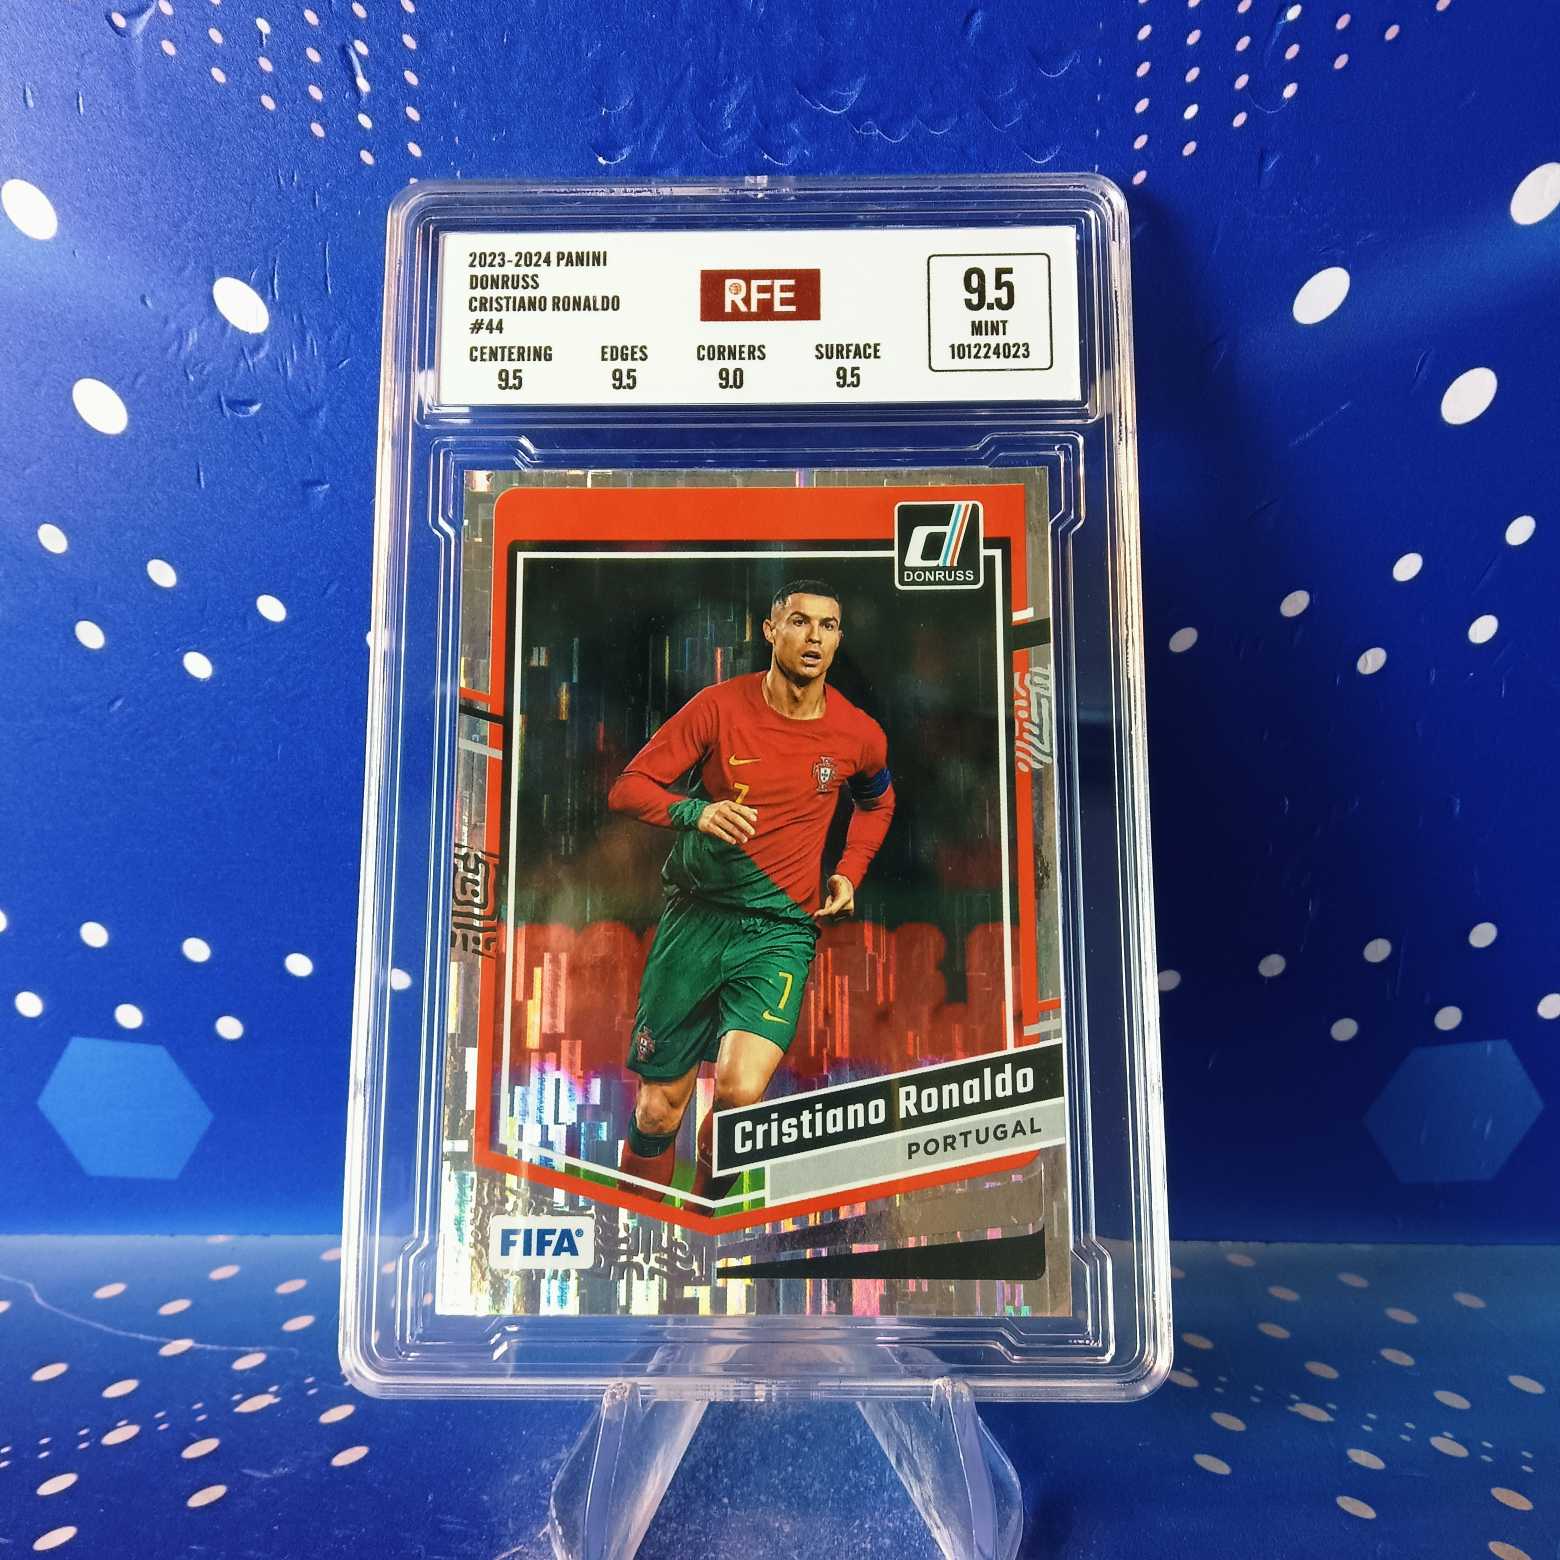 2023-2024 PANINI
DONRUSS
CRISTIANO RONALDO
#44
RFE
9.5
MINT
101224023
CENTERING EDGES CORNERS SURFACE
9.5 9.5 9.0 9.5
d
DONRUSS
7
7
Cristiano Ronaldo
PORTUGAL
FIFA®